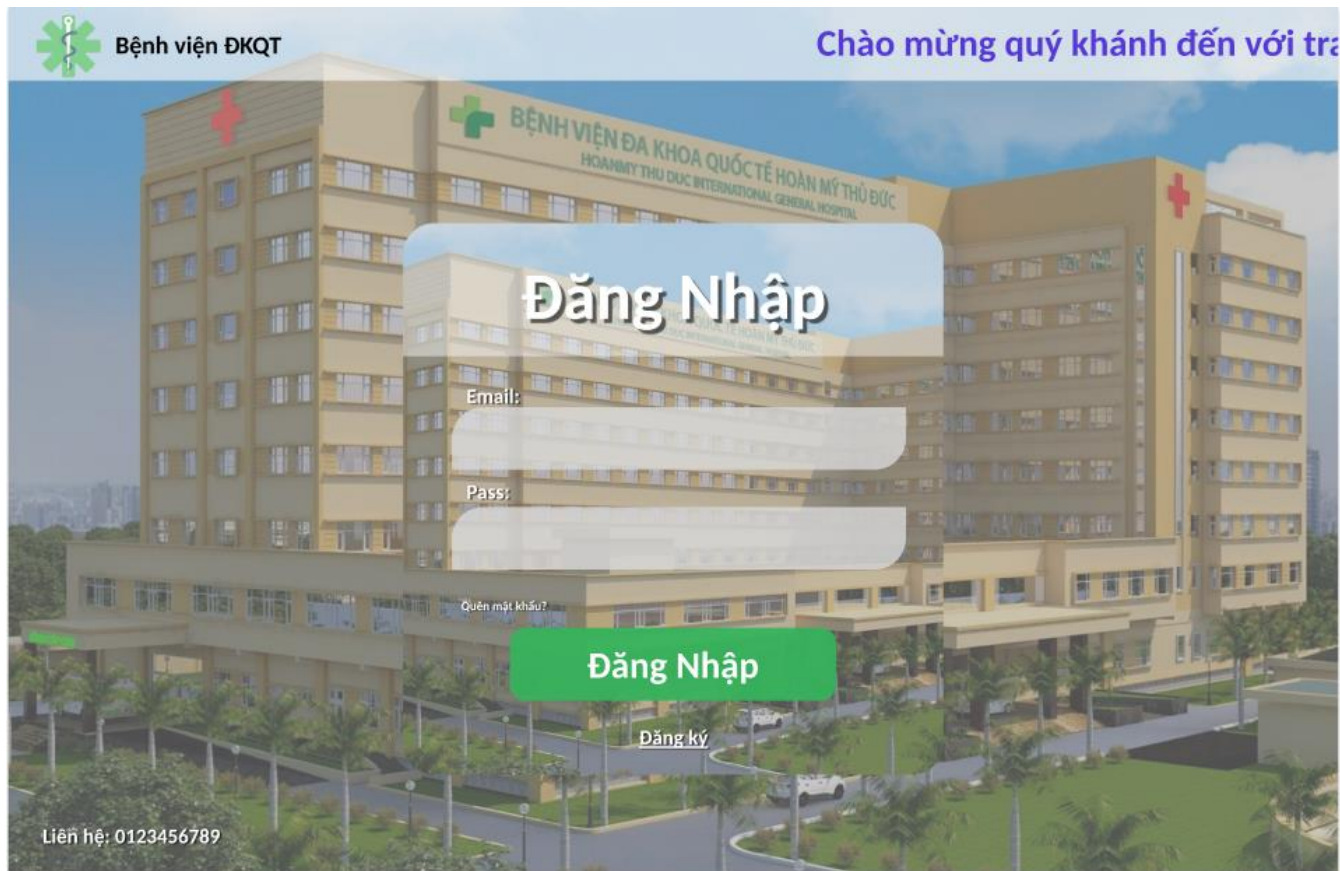 Bệnh viện ĐKQT
Chào mừng quý khánh đến với tra
BỆNH VIỆN ĐA KHOA QUỐC TẾ HOÀN MỸ THỦ ĐỨC
HOANMY THU DUC INTERNATIONAL GENERAL HOSPITAL
Đăng Nhập
Email:
Pass:
Quên mật khẩu?
Đăng Nhập
Đăng ký
Liên hệ: 0123456789